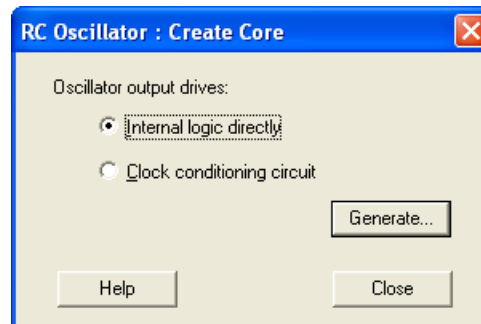 RC Oscillator : Create Core
Oscillator output drives:
Internal logic directly
Clock conditioning circuit
Generate...
Help
Close